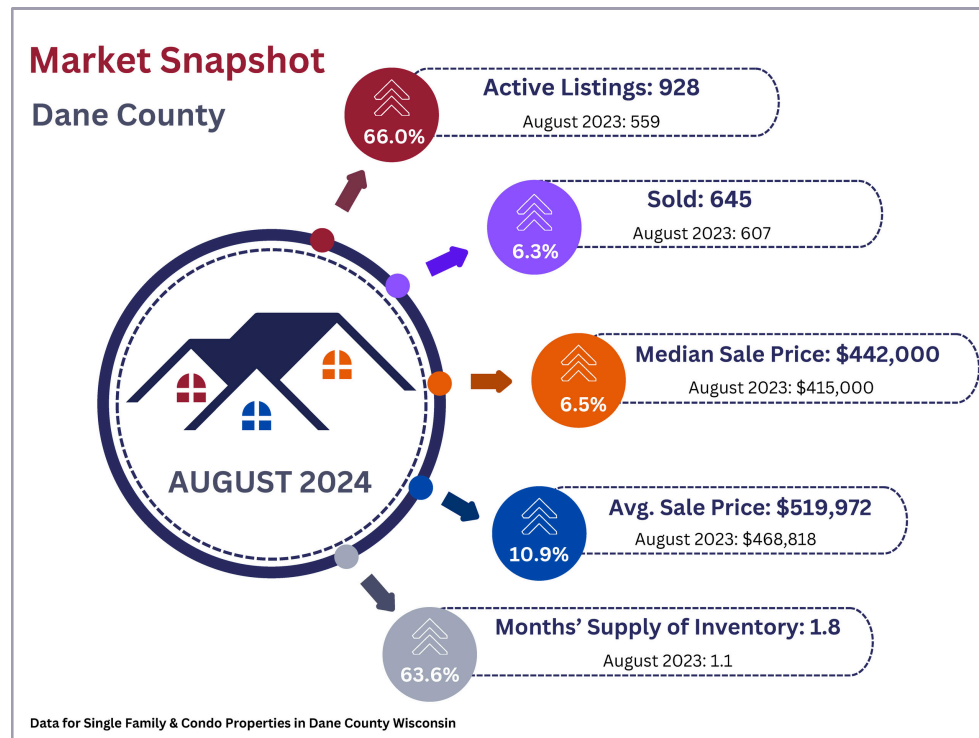 Market Snapshot
Dane County
66.0%
Active Listings: 928
August 2023: 559
6.3%
Sold: 645
August 2023: 607
6.5%
Median Sale Price: $442,000
August 2023: $415,000
AUGUST 2024
10.9%
Avg. Sale Price: $519,972
August 2023: $468,818
63.6%
Months’ Supply of Inventory: 1.8
August 2023: 1.1
Data for Single Family & Condo Properties in Dane County Wisconsin